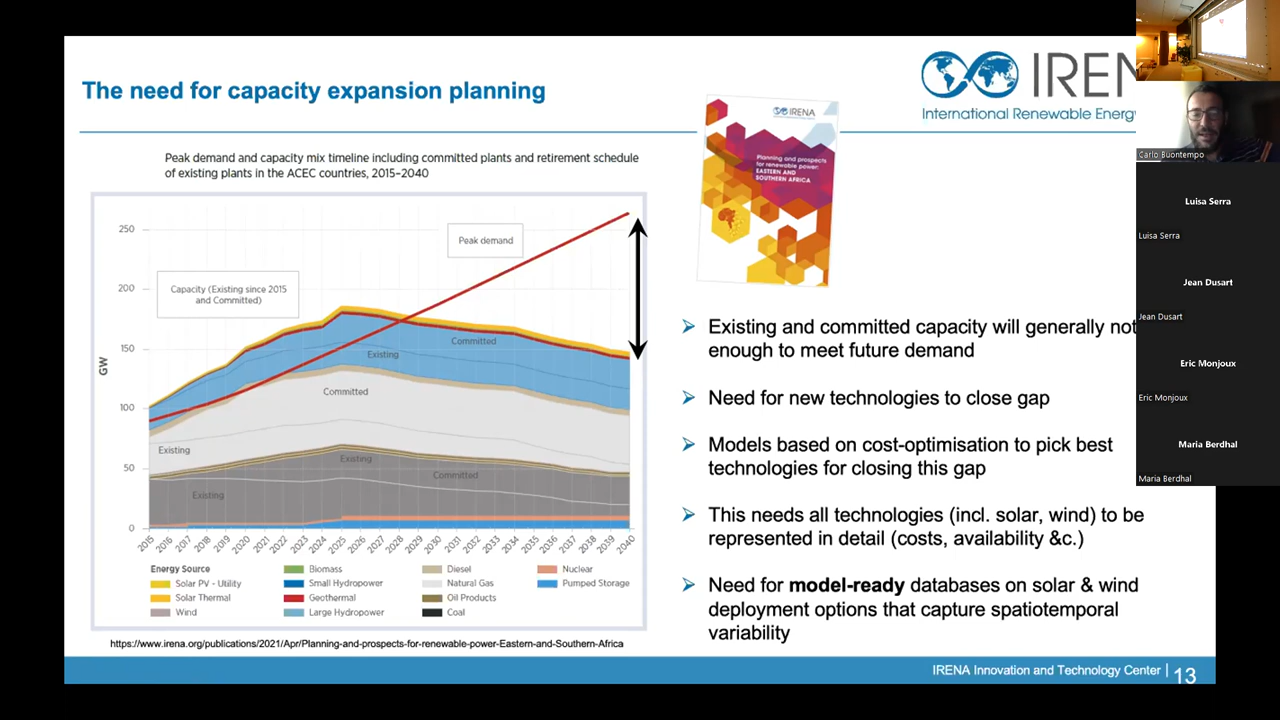 The need for capacity expansion planning
IREN
International Renewable Energy
Peak demand and capacity mix timeline including committed plants and retirement schedule
of existing plants in the ACEC countries, 2015–2040
GW
250
200
150
100
50
0
Peak demand
Capacity (Existing since 2015
and Committed)
Existing
Committed
Committed
Existing
Existing
Committed
Existing
2015 2016 2017 2018 2019 2020 2021 2022 2023 2024 2025 2026 2027 2028 2029 2030 2031 2032 2033 2034 2035 2036 2037 2038 2039 2040
Energy Source
Solar PV - Utility
Solar Thermal
Wind
Biomass
Small Hydropower
Geothermal
Large Hydropower
Diesel
Natural Gas
Oil Products
Coal
Nuclear
Pumped Storage
https://www.irena.org/publications/2021/Apr/Planning-and-prospects-for-renewable-power-Eastern-and-Southern-Africa
IRENA
Planning and prospects
for renewable power:
EASTERN AND
SOUTHERN AFRICA
➢ Existing and committed capacity will generally not
enough to meet future demand
➢ Need for new technologies to close gap
➢ Models based on cost-optimisation to pick best
technologies for closing this gap
➢ This needs all technologies (incl. solar, wind) to be
represented in detail (costs, availability &c.)
➢ Need for model-ready databases on solar & wind
deployment options that capture spatiotemporal
variability
IRENA Innovation and Technology Center | 13
Carlo Buontempo
Luisa Serra
Luisa Serra
Jean Dusart
Jean Dusart
Eric Monjoux
Eric Monjoux
Maria Berdhal
Maria Berdhal